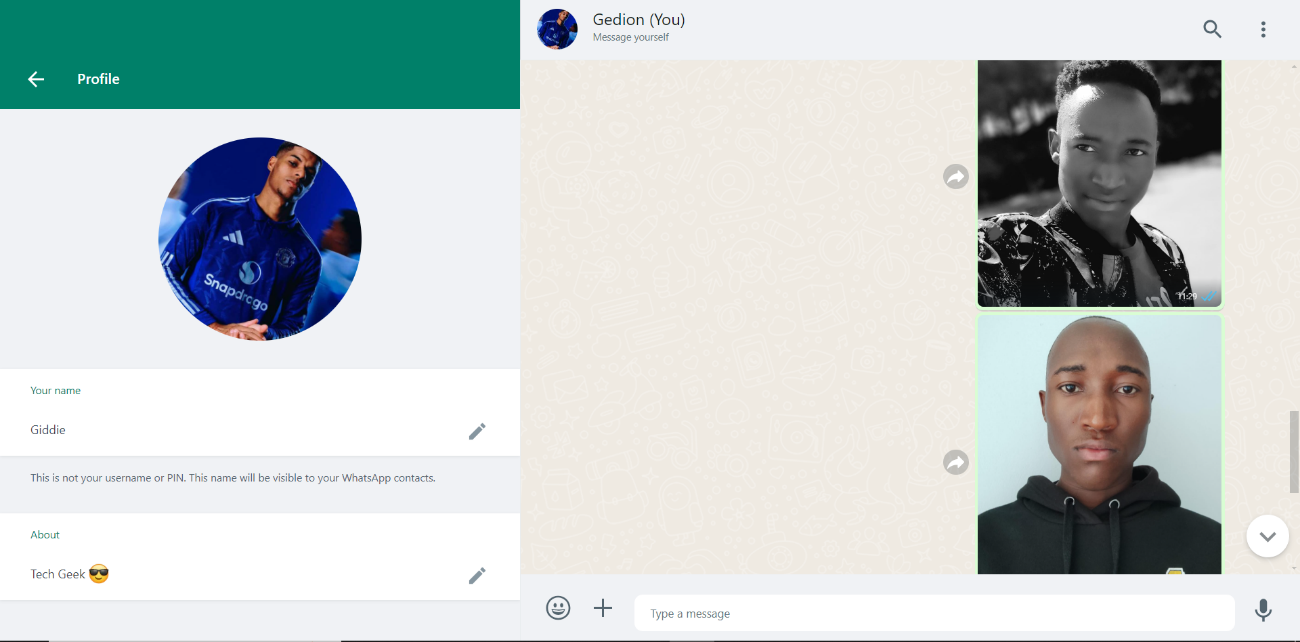 Profile
Snapdrago
Your name
Giddie
This is not your username or PIN. This name will be visible to your WhatsApp contacts.
About
Tech Geek 😎
Gedion (You)
Message yourself
11:29
Type a message